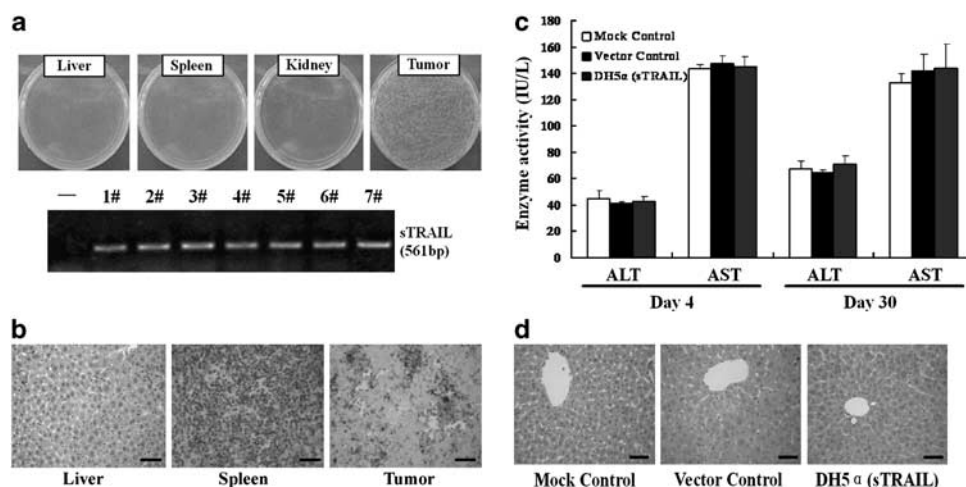 a
Liver Spleen Kidney Tumor
— 1# 2# 3# 4# 5# 6# 7#
sTRAIL
(561bp)
b
Liver Spleen Tumor
c
Enzyme activity (IU/L)
180
160
140
120
100
80
60
40
20
0
Mock Control
Vector Control
DH5α (sTRAIL)
ALT AST ALT AST
Day 4 Day 30
d
Mock Control Vector Control DH5α (sTRAIL)